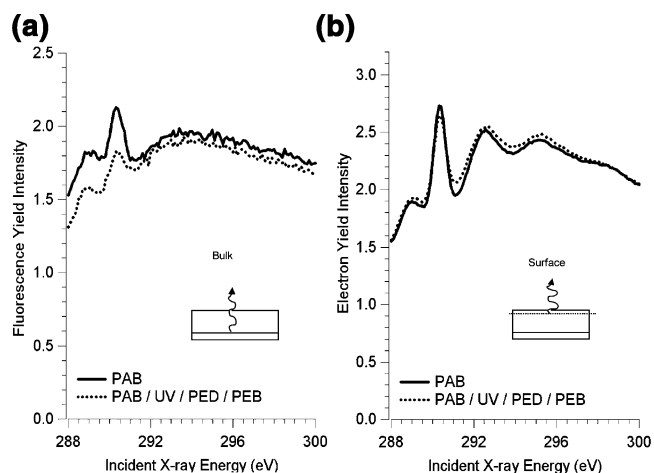 (a)
2.5
2.0
1.5
1.0
0.5
0.0
Fluorescence Yield Intensity
Bulk
PAB
PAB / UV / PED / PEB
288
292
296
300
Incident X-ray Energy (eV)
(b)
3.0
2.5
2.0
1.5
1.0
0.5
0.0
Electron Yield Intensity
Surface
PAB
PAB / UV / PED / PEB
288
292
296
300
Incident X-ray Energy (eV)